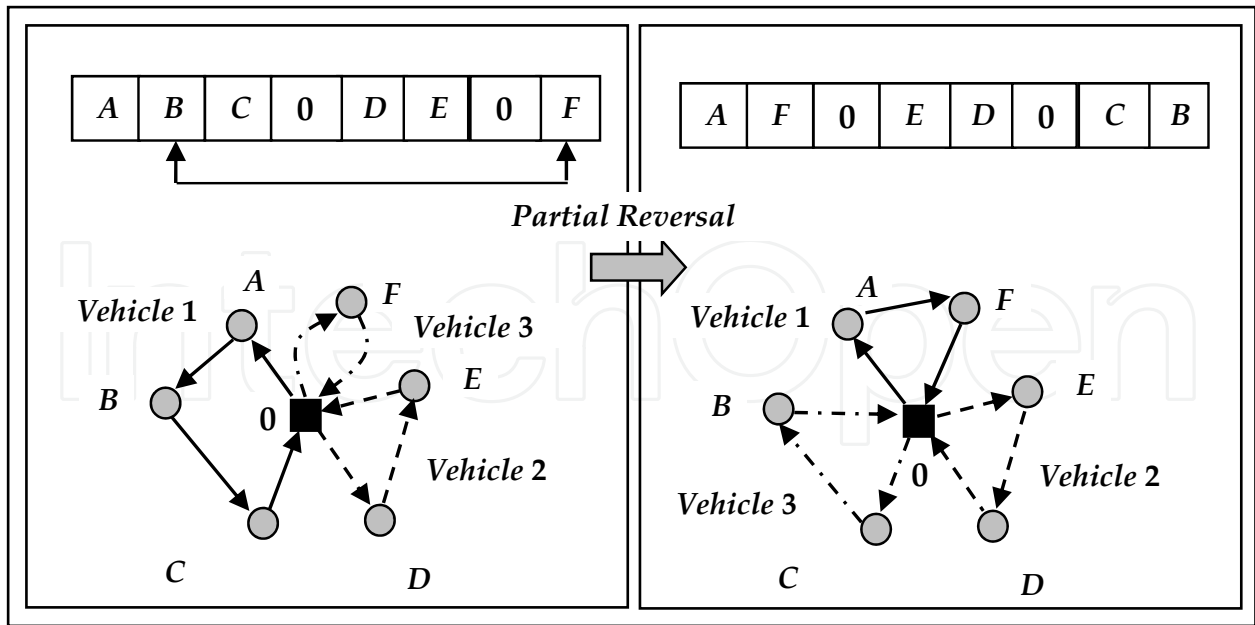 A B C 0 D E 0 F
A F 0 E D 0 C B
Partial Reversal
IntechOpen
A
F
Vehicle 1
Vehicle 3
E
B
0
Vehicle 2
C
D
A
F
Vehicle 1
E
B
0
Vehicle 2
Vehicle 3
C
D